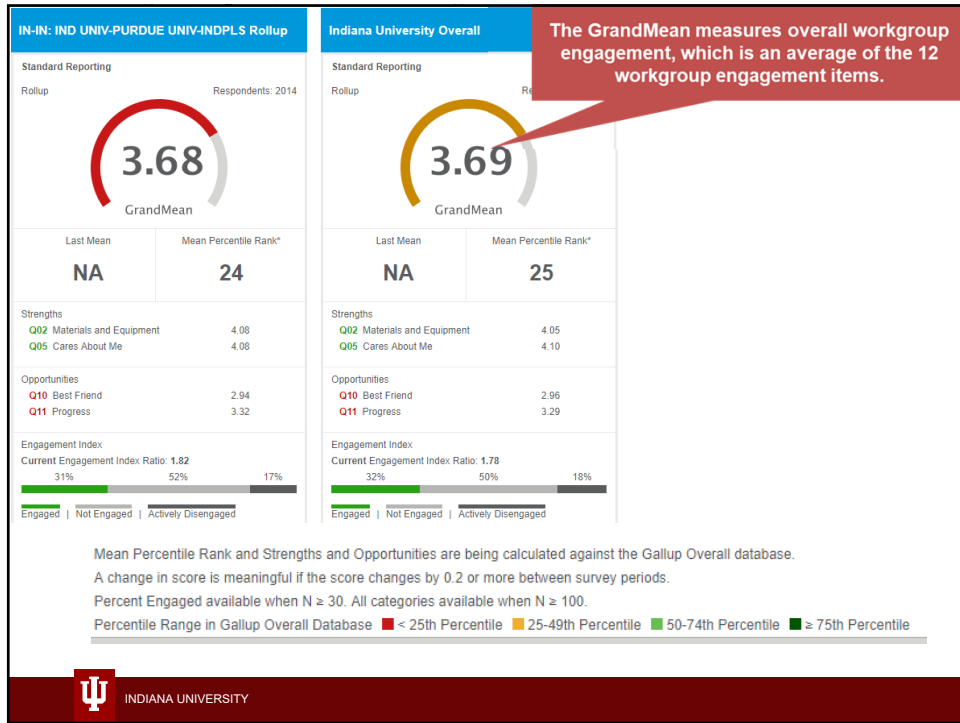 IN-IN: IND UNIV-PURDUE UNIV-INDPLS Rollup
Standard Reporting
Rollup Respondents: 2014
3.68
GrandMean
Last Mean Mean Percentile Rank*
NA 24
Strengths
Q02 Materials and Equipment 4.08
Q05 Cares About Me 4.08
Opportunities
Q10 Best Friend 2.94
Q11 Progress 3.32
Engagement Index
Current Engagement Index Ratio: 1.82
31% 52% 17%
Engaged | Not Engaged | Actively Disengaged
Indiana University Overall
Standard Reporting
Rollup
3.69
GrandMean
Last Mean Mean Percentile Rank*
NA 25
Strengths
Q02 Materials and Equipment 4.05
Q05 Cares About Me 4.10
Opportunities
Q10 Best Friend 2.96
Q11 Progress 3.29
Engagement Index
Current Engagement Index Ratio: 1.78
32% 50% 18%
Engaged | Not Engaged | Actively Disengaged
The GrandMean measures overall workgroup
engagement, which is an average of the 12
workgroup engagement items.
Mean Percentile Rank and Strengths and Opportunities are being calculated against the Gallup Overall database.
A change in score is meaningful if the score changes by 0.2 or more between survey periods.
Percent Engaged available when N ≥ 30. All categories available when N ≥ 100.
Percentile Range in Gallup Overall Database < 25th Percentile 25-49th Percentile 50-74th Percentile ≥ 75th Percentile
INDIANA UNIVERSITY